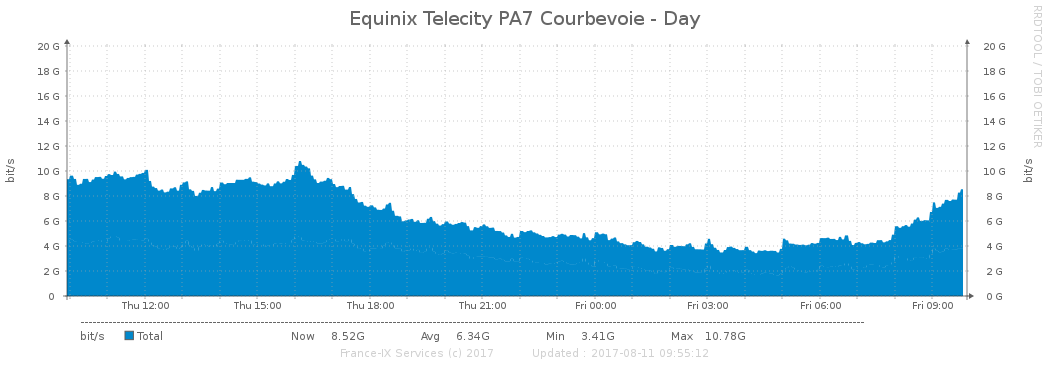 Equinix Telecity PA7 Courbevoie - Day
RRDTOOL / TOBI OETIKER
bit/s
bit/s
20 G 20 G
18 G 18 G
16 G 16 G
14 G 14 G
12 G 12 G
10 G 10 G
8 G 8 G
6 G 6 G
4 G 4 G
2 G 2 G
0 0 G
Thu 12:00 Thu 15:00 Thu 18:00 Thu 21:00 Fri 00:00 Fri 03:00 Fri 06:00 Fri 09:00
bit/s Total Now 8.52G Avg 6.34G Min 3.41G Max 10.78G
France-IX Services (c) 2017 Updated : 2017-08-11 09:55:12